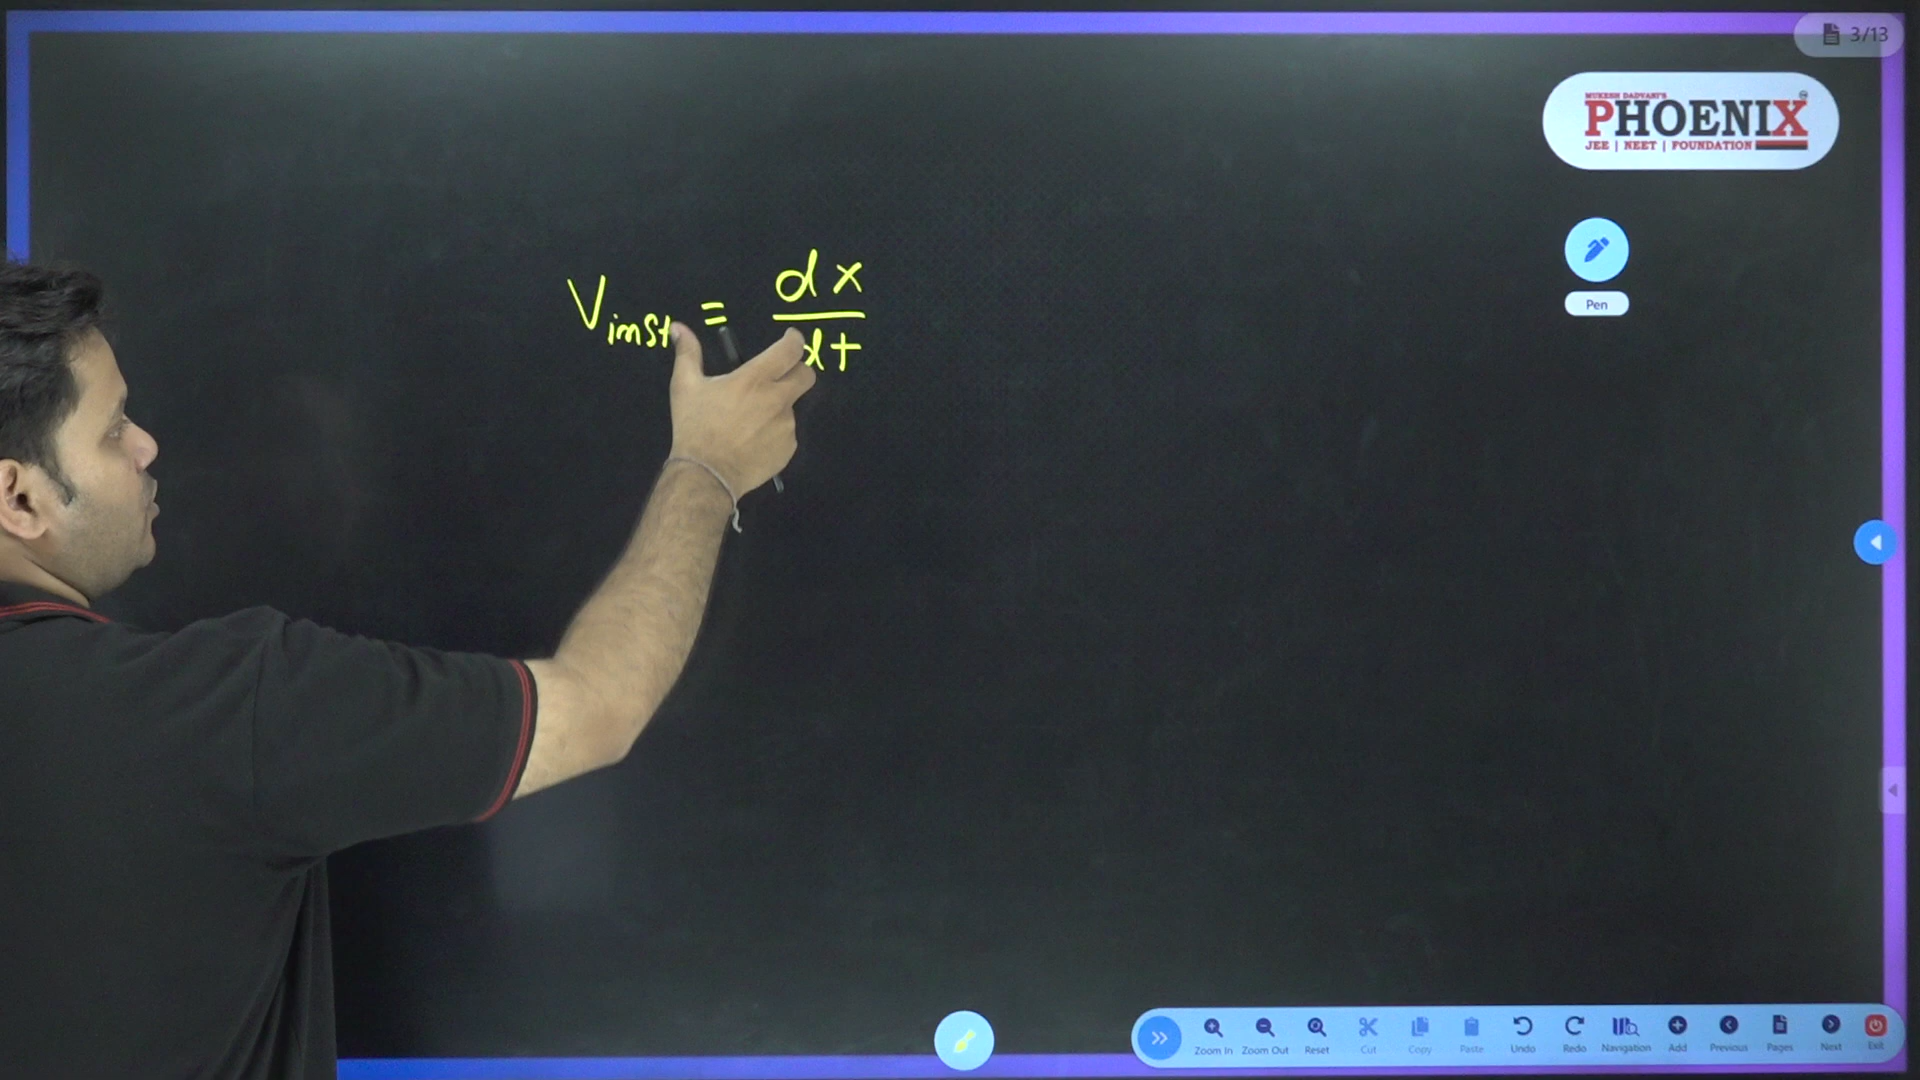 3/13
MUKESH DADVANI'S
PHOENIX
JEE | NEET | FOUNDATION
Pen
Vinst = dx
dt
Zoom In Zoom Out Reset Cut Copy Paste Undo Redo Navigation Add Previous Pages Next Exit